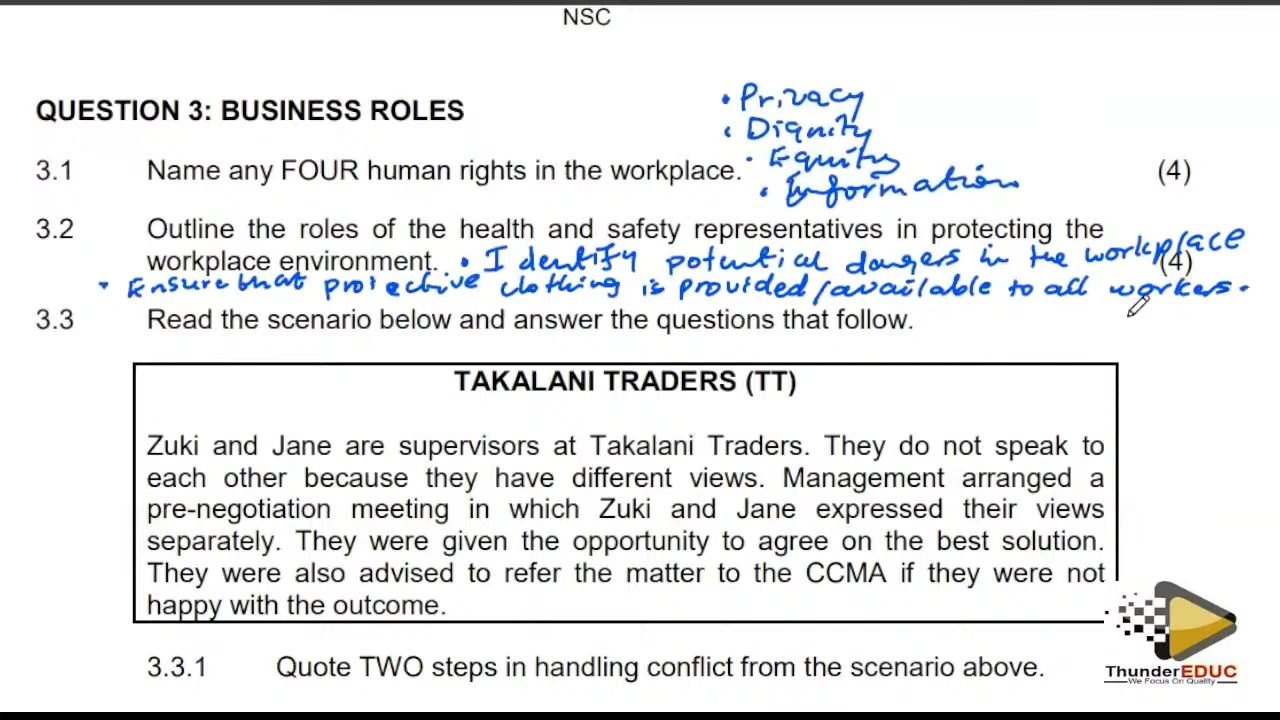 NSC
QUESTION 3: BUSINESS ROLES
• Privacy
• Dignity
3.1 Name any FOUR human rights in the workplace. • Equity (4)
• Information
3.2 Outline the roles of the health and safety representatives in protecting the
workplace environment. • Identify potential dangers in the workplace (4)
• Ensure that protective clothing is provided/available to all workers.
3.3 Read the scenario below and answer the questions that follow.
TAKALANI TRADERS (TT)
Zuki and Jane are supervisors at Takalani Traders. They do not speak to
each other because they have different views. Management arranged a
pre-negotiation meeting in which Zuki and Jane expressed their views
separately. They were given the opportunity to agree on the best solution.
They were also advised to refer the matter to the CCMA if they were not
happy with the outcome.
3.3.1 Quote TWO steps in handling conflict from the scenario above.
ThunderEDUC
We Focus On Quality